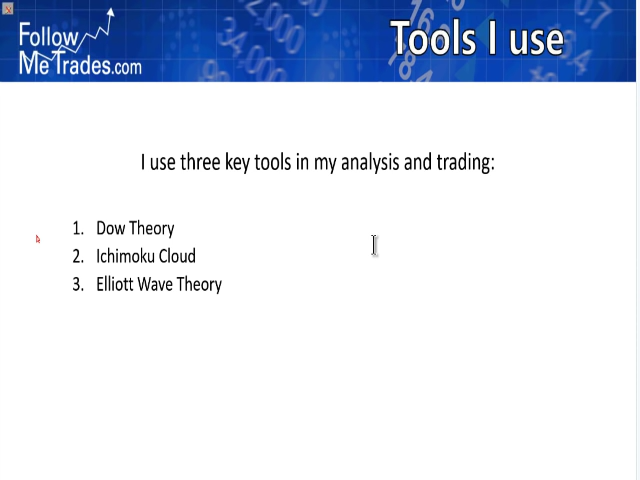 Follow
MeTrades.com
Tools I use
I use three key tools in my analysis and trading:
1. Dow Theory
2. Ichimoku Cloud
3. Elliott Wave Theory